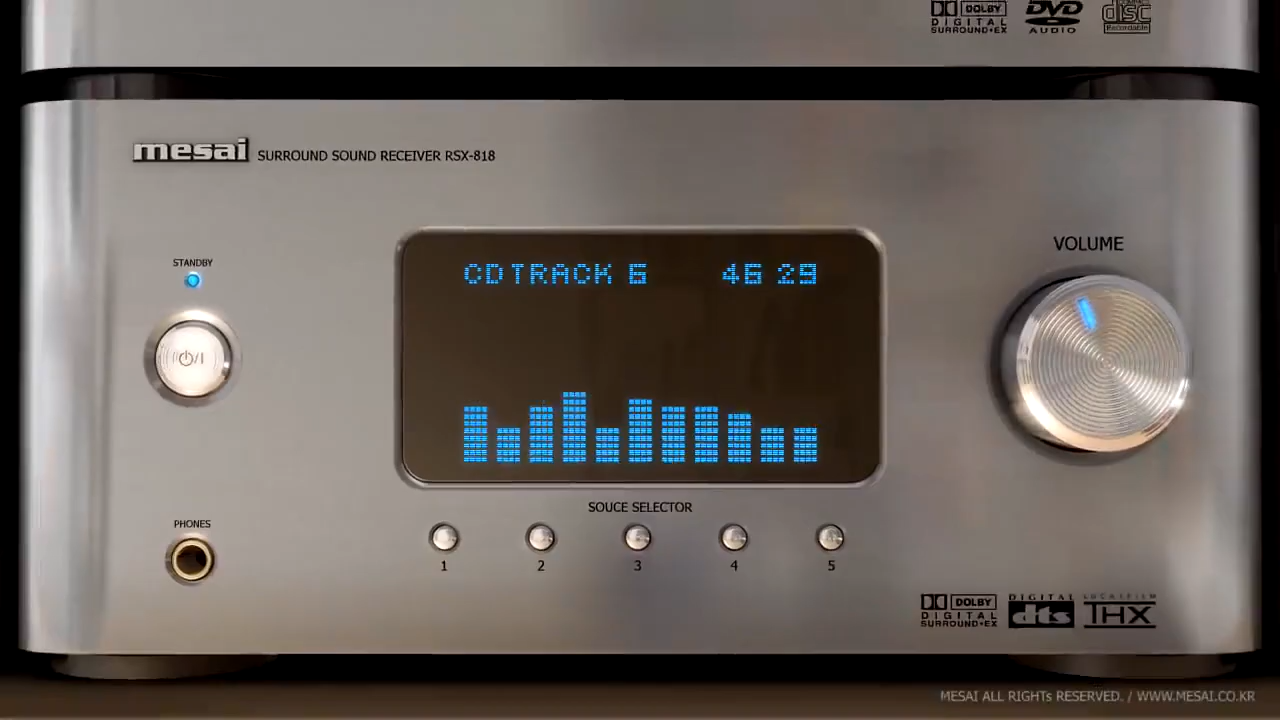 DOLBY
DIGITAL
SURROUND•EX
DVD
AUDIO
disc
Recordable
mesai SURROUND SOUND RECEIVER RSX-818
STANDBY
VOLUME
CD TRACK 6 46 29
PHONES
SOUCE SELECTOR
1 2 3 4 5
DOLBY
DIGITAL
SURROUND•EX
DIGITAL
dts
LUCASFILM
THX
MESAI ALL RIGHTs RESERVED. / WWW.MESAI.CO.KR